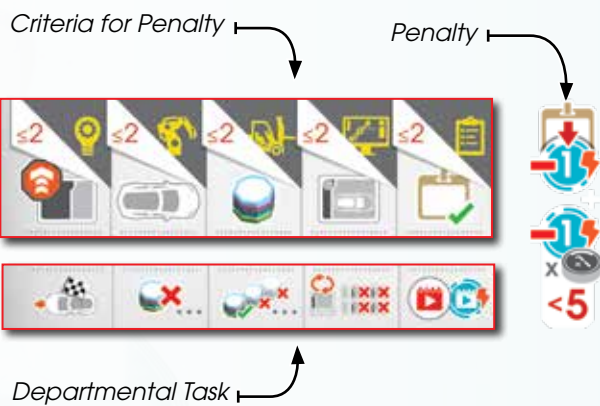 Criteria for Penalty
Penalty
≤2 ≤2 ≤2 ≤2 ≤2
-1
+
-1
x
<5
Departmental Task